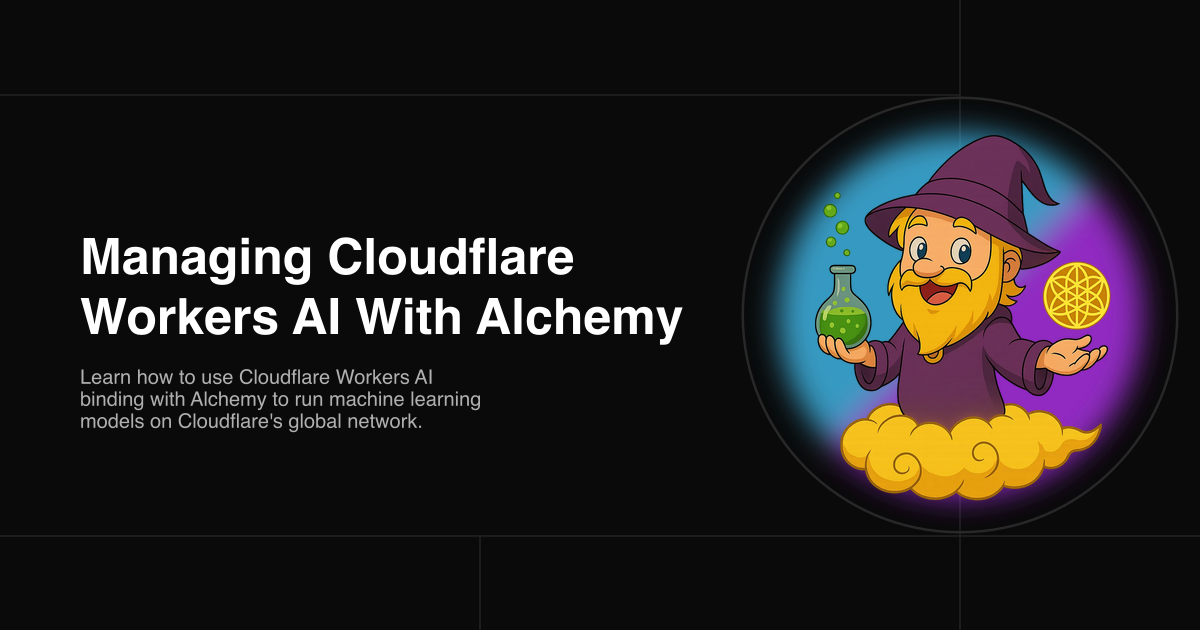 Managing Cloudflare
Workers AI With Alchemy
Learn how to use Cloudflare Workers AI
binding with Alchemy to run machine learning
models on Cloudflare's global network.